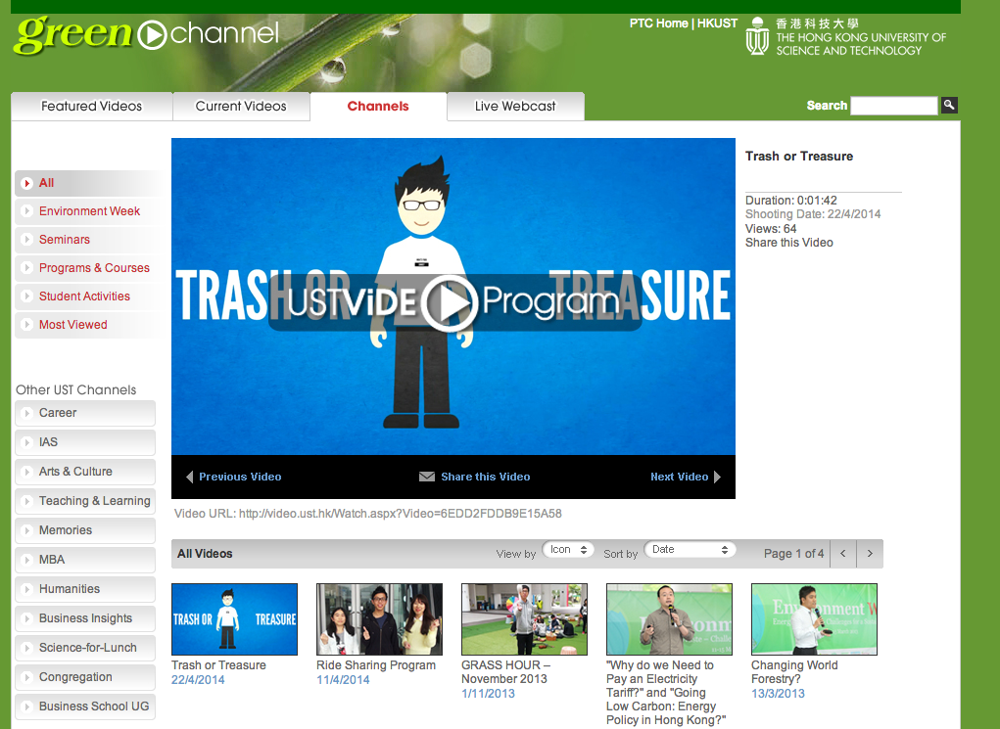 green channel
PTC Home | HKUST
香港科技大學
THE HONG KONG UNIVERSITY OF
SCIENCE AND TECHNOLOGY
Featured Videos
Current Videos
Channels
Live Webcast
Search
All
Environment Week
Seminars
Programs & Courses
Student Activities
Most Viewed
Other UST Channels
Career
IAS
Arts & Culture
Teaching & Learning
Memories
MBA
Humanities
Business Insights
Science-for-Lunch
Congregation
Business School UG
TRASH OR TREASURE
USTViDE Program
Previous Video
Share this Video
Next Video
Video URL: http://video.ust.hk/Watch.aspx?Video=6EDD2FDDB9E15A58
Trash or Treasure
Duration: 0:01:42
Shooting Date: 22/4/2014
Views: 64
Share this Video
All Videos
View by Icon
Sort by Date
Page 1 of 4 < >
TRASH OR TREASURE
Trash or Treasure
22/4/2014
Ride Sharing Program
11/4/2014
GRASS HOUR –
November 2013
1/11/2013
"Why do we Need to
Pay an Electricity
Tariff?" and "Going
Low Carbon: Energy
Policy in Hong Kong?"
Changing World
Forestry?
13/3/2013